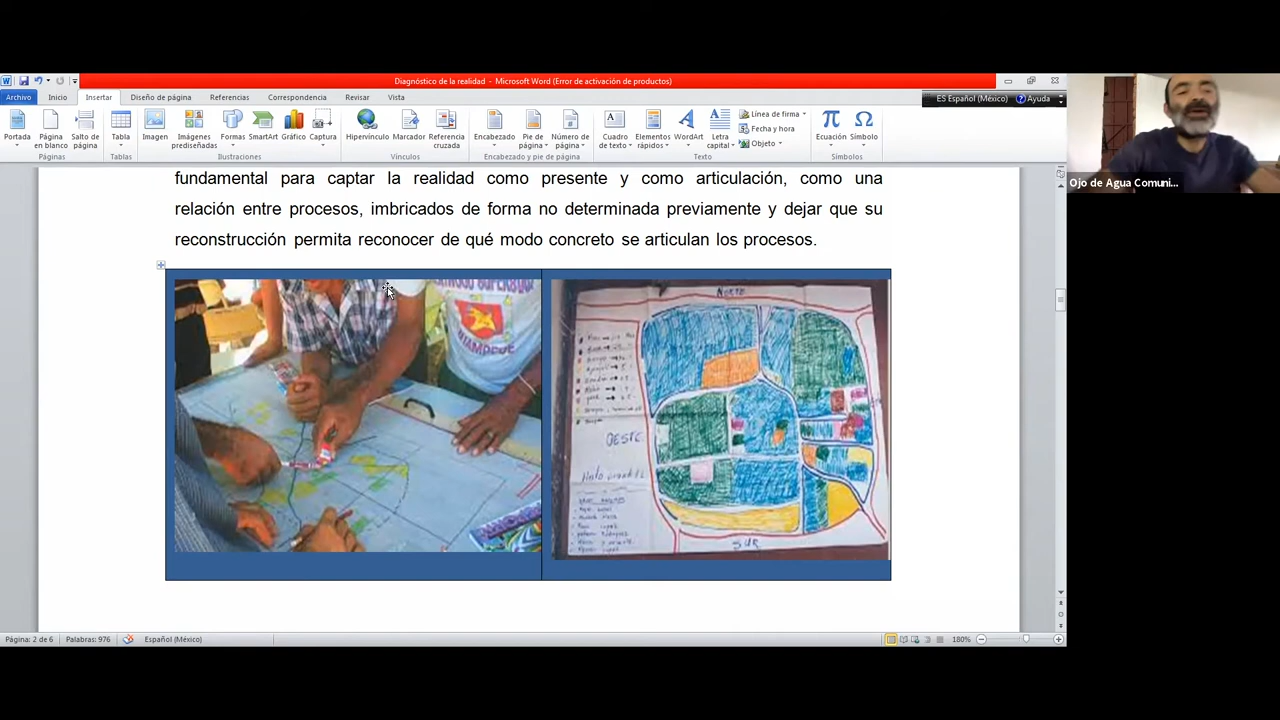 Diagnóstico de la realidad - Microsoft Word (Error de activación de productos)
Archivo Inicio Insertar Diseño de página Referencias Correspondencia Revisar Vista
ES Español (México) Ayuda
Portada
Página en blanco
Salto de página
Páginas
Tabla
Tablas
Imagen
Imágenes prediseñadas
Formas
SmartArt
Gráfico
Captura
Ilustraciones
Hipervínculo
Marcador
Referencia cruzada
Vínculos
Encabezado
Pie de página
Número de página
Encabezado y pie de página
Cuadro de texto
Elementos rápidos
WordArt
Letra capital
Línea de firma
Fecha y hora
Objeto
Texto
Ecuación
Símbolo
Símbolos
Ojo de Agua Comuni...
fundamental para captar la realidad como presente y como articulación, como una
relación entre procesos, imbricados de forma no determinada previamente y dejar que su
reconstrucción permita reconocer de qué modo concreto se articulan los procesos.
NORTE
OESTE
SUR
Página: 2 de 6 Palabras: 976 Español (México) 180%